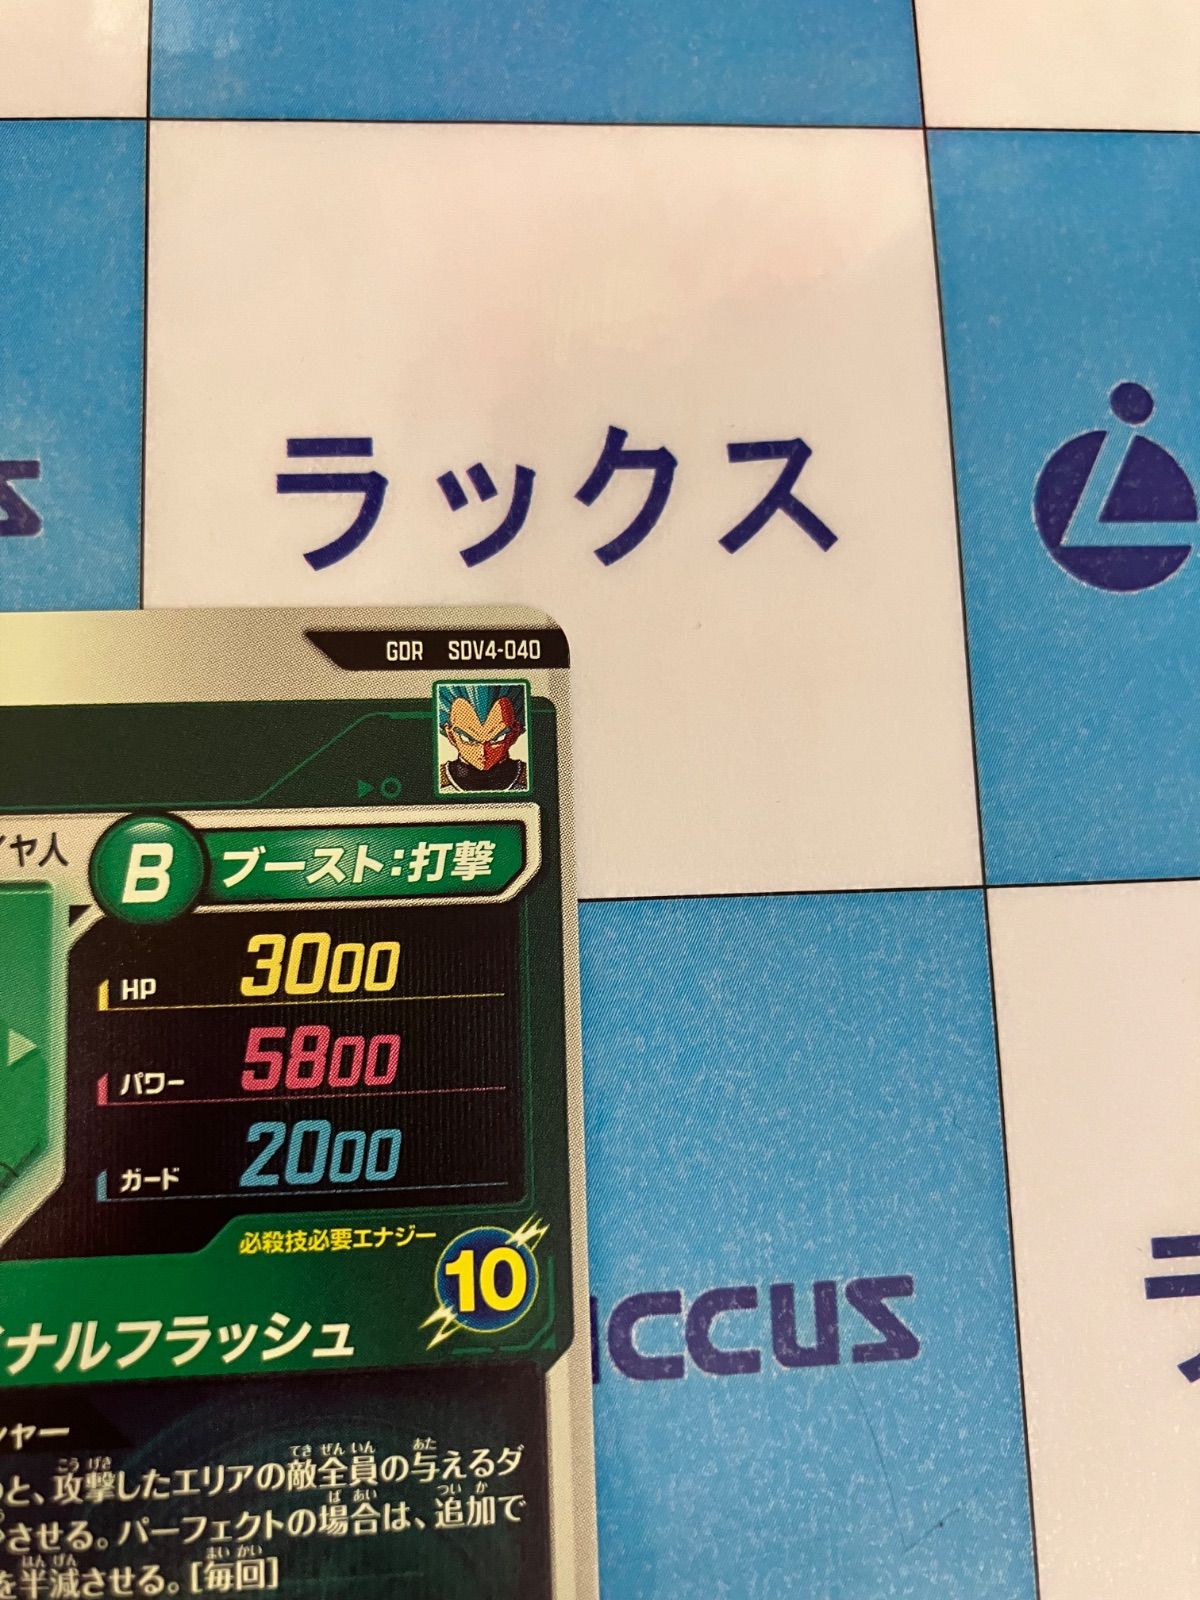 ラックス
GDR SDV4-040
ヤ人
B ブースト:打撃
HP 3000
パワー 5800
ガード 2000
必殺技必要エナジー
10
ナルフラッシュ
ccus
ャー
と、攻撃したエリアの敵全員の与えるダ
させる。パーフェクトの場合は、追加で
を半減させる。[毎回]